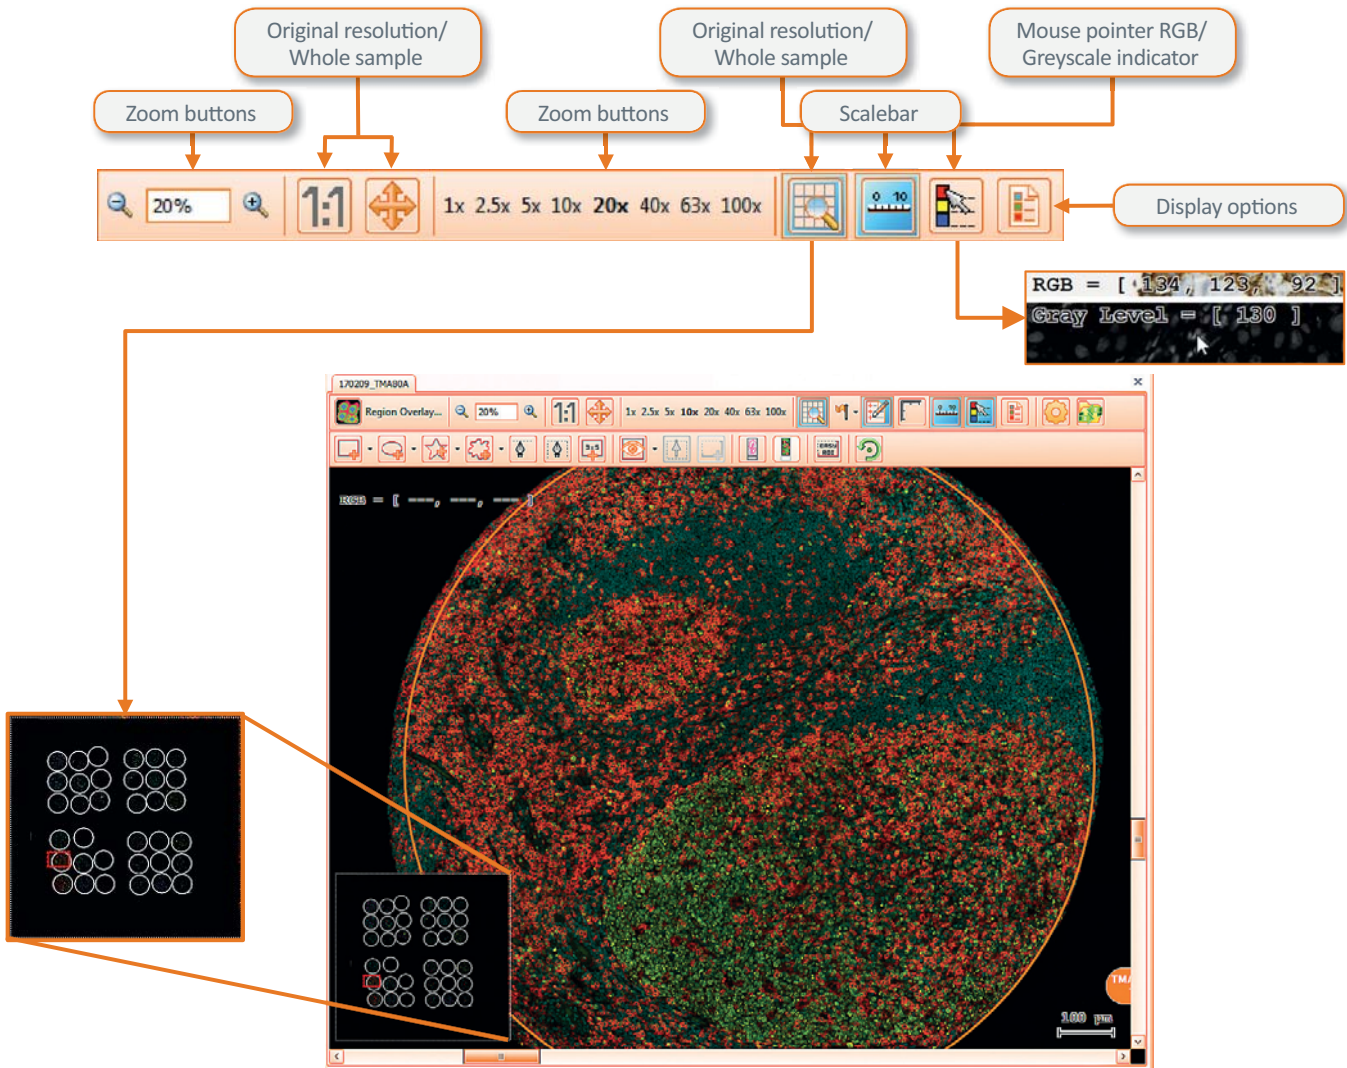 Original resolution/
Whole sample
Original resolution/
Whole sample
Mouse pointer RGB/
Greyscale indicator
Zoom buttons
Zoom buttons
Scalebar
20%
1:1
1x 2.5x 5x 10x 20x 40x 63x 100x
0 10
Display options
RGB = [ 134, 123, 92 ]
Gray Level = [ 130 ]
170209_TMA80A
Region Overlay...
20%
1:1
1x 2.5x 5x 10x 20x 40x 63x 100x
RGB = [ ---, ---, --- ]
100 µm